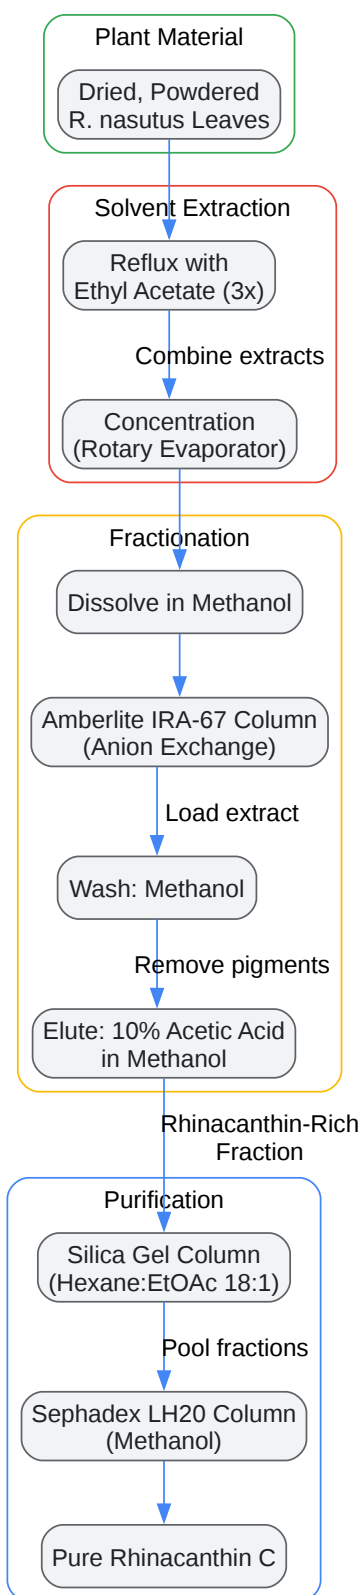 Plant Material
Dried, Powdered
R. nasutus Leaves
Solvent Extraction
Reflux with
Ethyl Acetate (3x)
Combine extracts
Concentration
(Rotary Evaporator)
Fractionation
Dissolve in Methanol
Amberlite IRA-67 Column
(Anion Exchange)
Load extract
Wash: Methanol
Remove pigments
Elute: 10% Acetic Acid
in Methanol
Rhinacanthin-Rich
Fraction
Purification
Silica Gel Column
(Hexane:EtOAc 18:1)
Pool fractions
Sephadex LH20 Column
(Methanol)
Pure Rhinacanthin C